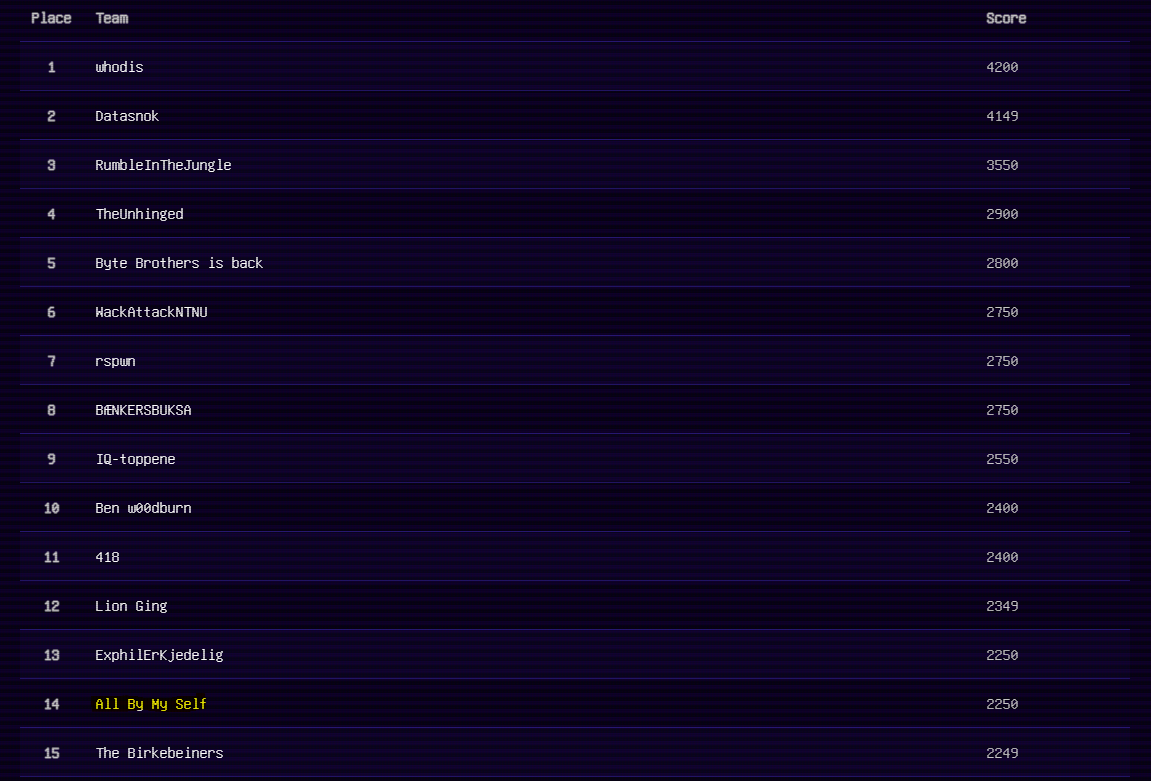 Place Team Score
1 whodis 4200
2 Datasnok 4149
3 RumbleInTheJungle 3550
4 TheUnhinged 2900
5 Byte Brothers is back 2800
6 WackAttackNTNU 2750
7 rspwn 2750
8 BÆNKERSBUKSA 2750
9 IQ-toppene 2550
10 Ben w00dburn 2400
11 418 2400
12 Lion Ging 2349
13 ExphilErKjedelig 2250
14 All By My Self 2250
15 The Birkebeiners 2249